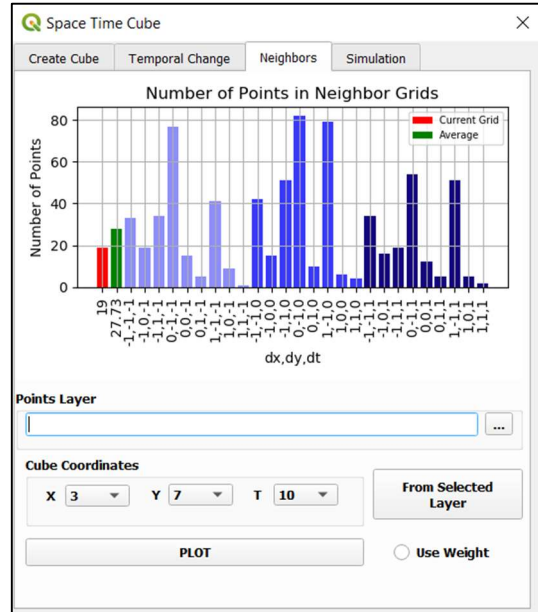 Space Time Cube
Create Cube Temporal Change Neighbors Simulation
Number of Points in Neighbor Grids
Current Grid
Average
Number of Points
80
60
40
20
0
19
27,73
-1,-1,-1
-1,0,-1
-1,1,-1
0,-1,-1
0,0,-1
0,1,-1
1,-1,-1
1,0,-1
1,1,-1
-1,-1,0
-1,0,0
-1,1,0
0,-1,0
0,1,0
1,-1,0
1,0,0
1,1,0
-1,-1,1
-1,0,1
-1,1,1
0,-1,1
0,0,1
0,1,1
1,-1,1
1,0,1
1,1,1
dx,dy,dt
Points Layer
...
Cube Coordinates
X 3 Y 7 T 10
From Selected
Layer
PLOT
Use Weight